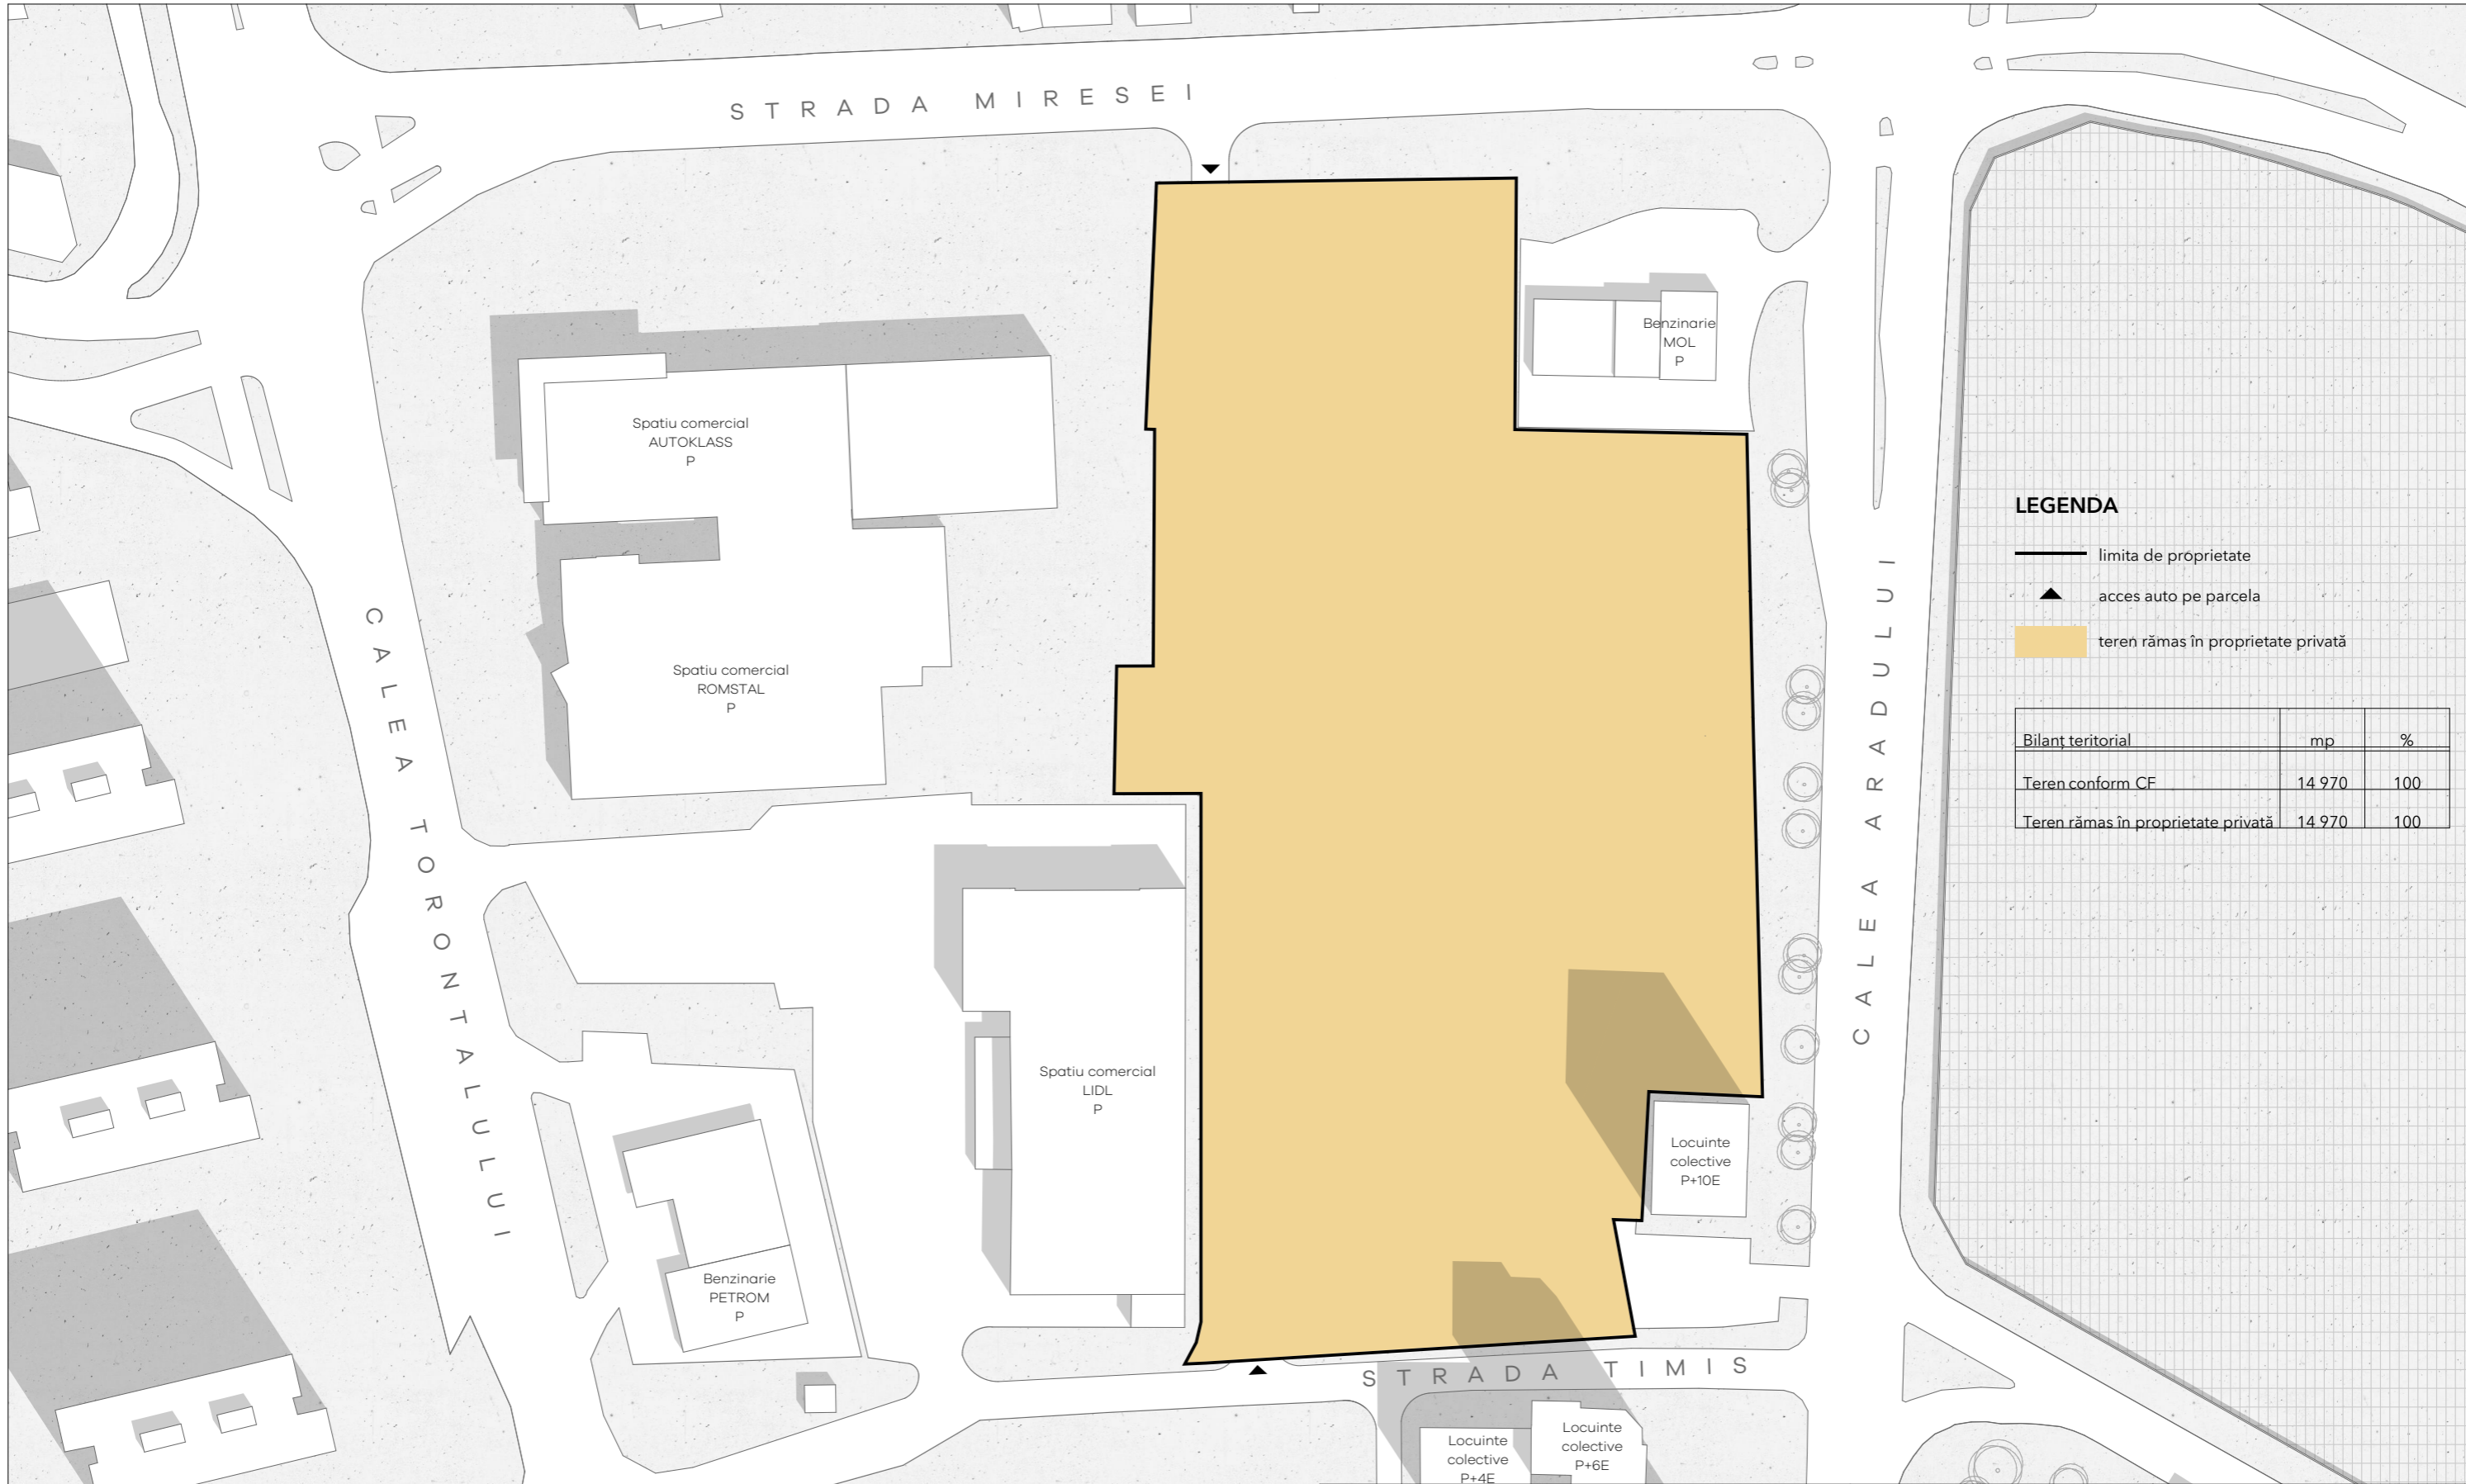 STRADA MIRESEI
Benzinarie
MOL
P
Spatiu comercial
AUTOKLASS
P
Spatiu comercial
ROMSTAL
P
CALEA TORONTALULUI
CALEA ARADULUI
LEGENDA
limita de proprietate
acces auto pe parcela
teren rămas în proprietate privată
Bilanț teritorial mp %
Teren conform CF 14 970 100
Teren rămas în proprietate privată 14 970 100
Spatiu comercial
LIDL
P
Locuinte
colective
P+10E
Benzinarie
PETROM
P
STRADA TIMIS
Locuinte
colective
P+4E
Locuinte
colective
P+6E